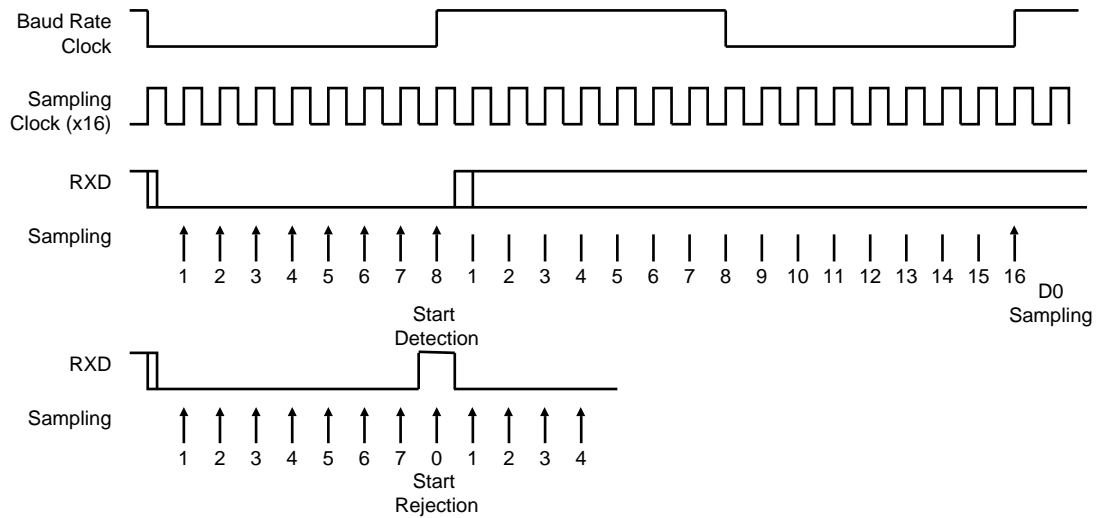 Baud Rate
Clock
Sampling
Clock (x16)
RXD
Sampling
1 2 3 4 5 6 7 8 1 2 3 4 5 6 7 8 9 10 11 12 13 14 15 16
D0
Sampling
Start
Detection
RXD
Sampling
1 2 3 4 5 6 7 0 1 2 3 4
Start
Rejection